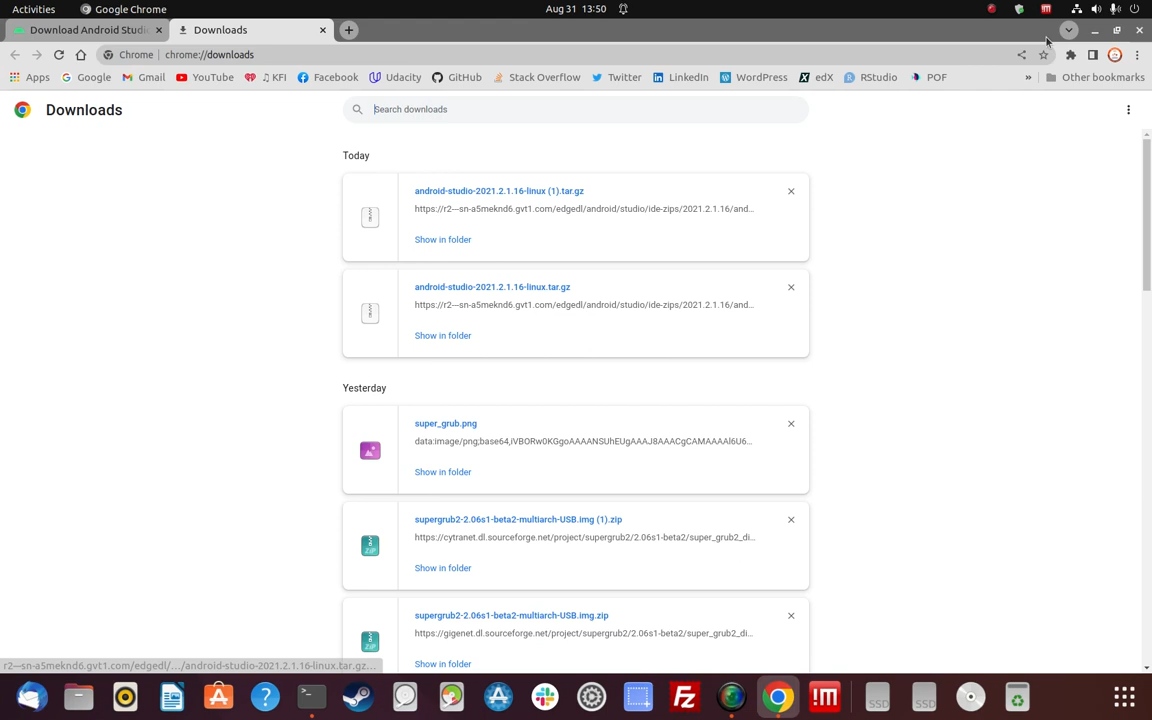 Activities Google Chrome Aug 31 13:50
Download Android Studi Downloads
Chrome chrome://downloads
Apps Google Gmail YouTube KFI Facebook Udacity GitHub Stack Overflow Twitter LinkedIn WordPress edX RStudio POF » Other bookmarks
Downloads Search downloads
Today
android-studio-2021.2.1.16-linux (1).tar.gz
https://r2---sn-a5meknd6.gvt1.com/edgedl/android/studio/ide-zips/2021.2.1.16/and...
Show in folder
android-studio-2021.2.1.16-linux.tar.gz
https://r2---sn-a5meknd6.gvt1.com/edgedl/android/studio/ide-zips/2021.2.1.16/and...
Show in folder
Yesterday
super_grub.png
data:image/png;base64,iVBORw0KGgoAAAANSUhEUgAAAJ8AAACgCAMAAAAl6U6...
Show in folder
supergrub2-2.06s1-beta2-multiarch-USB.img (1).zip
https://cytranet.dl.sourceforge.net/project/supergrub2/2.06s1-beta2/super_grub2_di...
Show in folder
ZIP
supergrub2-2.06s1-beta2-multiarch-USB.img.zip
https://gigenet.dl.sourceforge.net/project/supergrub2/2.06s1-beta2/super_grub2_di...
Show in folder
ZIP
r2---sn-a5meknd6.gvt1.com/edgedl/.../android-studio-2021.2.1.16-linux.tar.gz...
SSD SSD